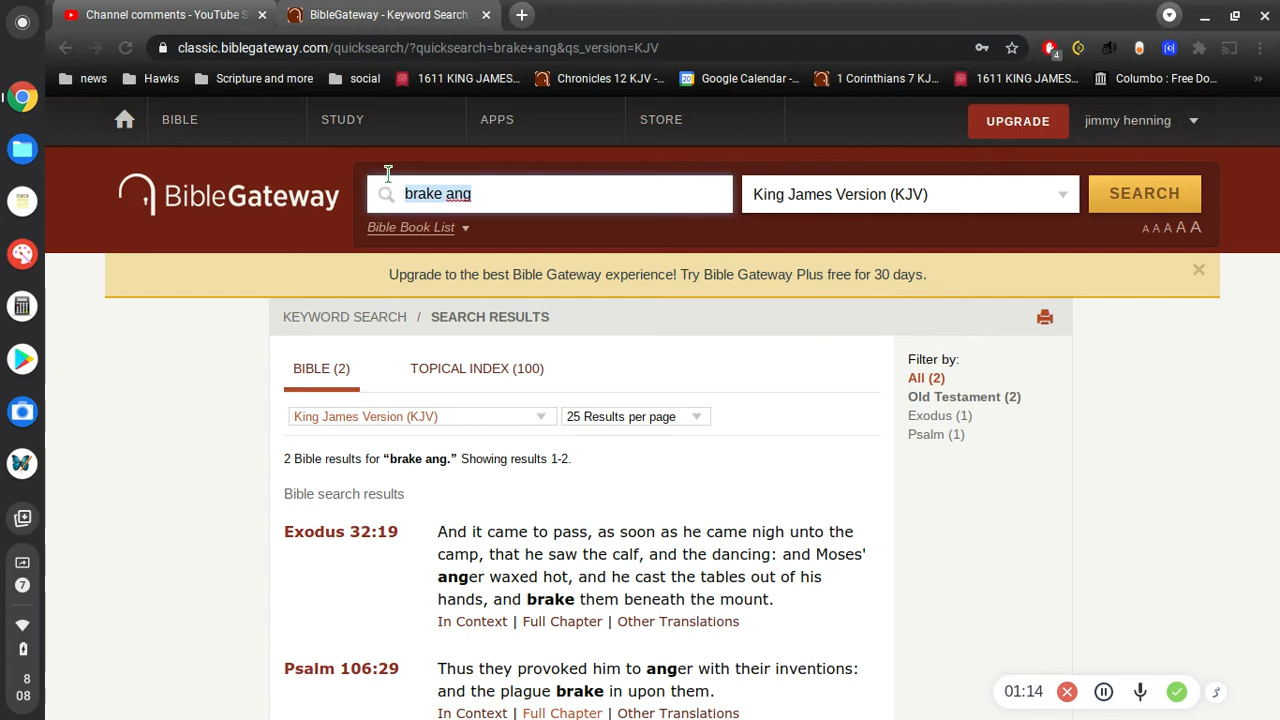 Channel comments - YouTube S
BibleGateway - Keyword Search:
classic.biblegateway.com/quicksearch/?quicksearch=brake+ang&qs_version=KJV
4
news
Hawks
Scripture and more
social
1611 KING JAMES...
Chronicles 12 KJV -...
Google Calendar -...
1 Corinthians 7 KJ...
1611 KING JAMES...
Columbo : Free Do...
»
BIBLE
STUDY
APPS
STORE
UPGRADE
jimmy henning
BibleGateway
brake ang
King James Version (KJV)
SEARCH
Bible Book List
A A A A A
Upgrade to the best Bible Gateway experience! Try Bible Gateway Plus free for 30 days.
KEYWORD SEARCH / SEARCH RESULTS
BIBLE (2)
TOPICAL INDEX (100)
King James Version (KJV)
25 Results per page
2 Bible results for “brake ang.” Showing results 1-2.
Bible search results
Exodus 32:19
And it came to pass, as soon as he came nigh unto the
camp, that he saw the calf, and the dancing: and Moses'
anger waxed hot, and he cast the tables out of his
hands, and brake them beneath the mount.
In Context | Full Chapter | Other Translations
Psalm 106:29
Thus they provoked him to anger with their inventions:
and the plague brake in upon them.
In Context | Full Chapter | Other Translations
Filter by:
All (2)
Old Testament (2)
Exodus (1)
Psalm (1)
7
8
08
01:14